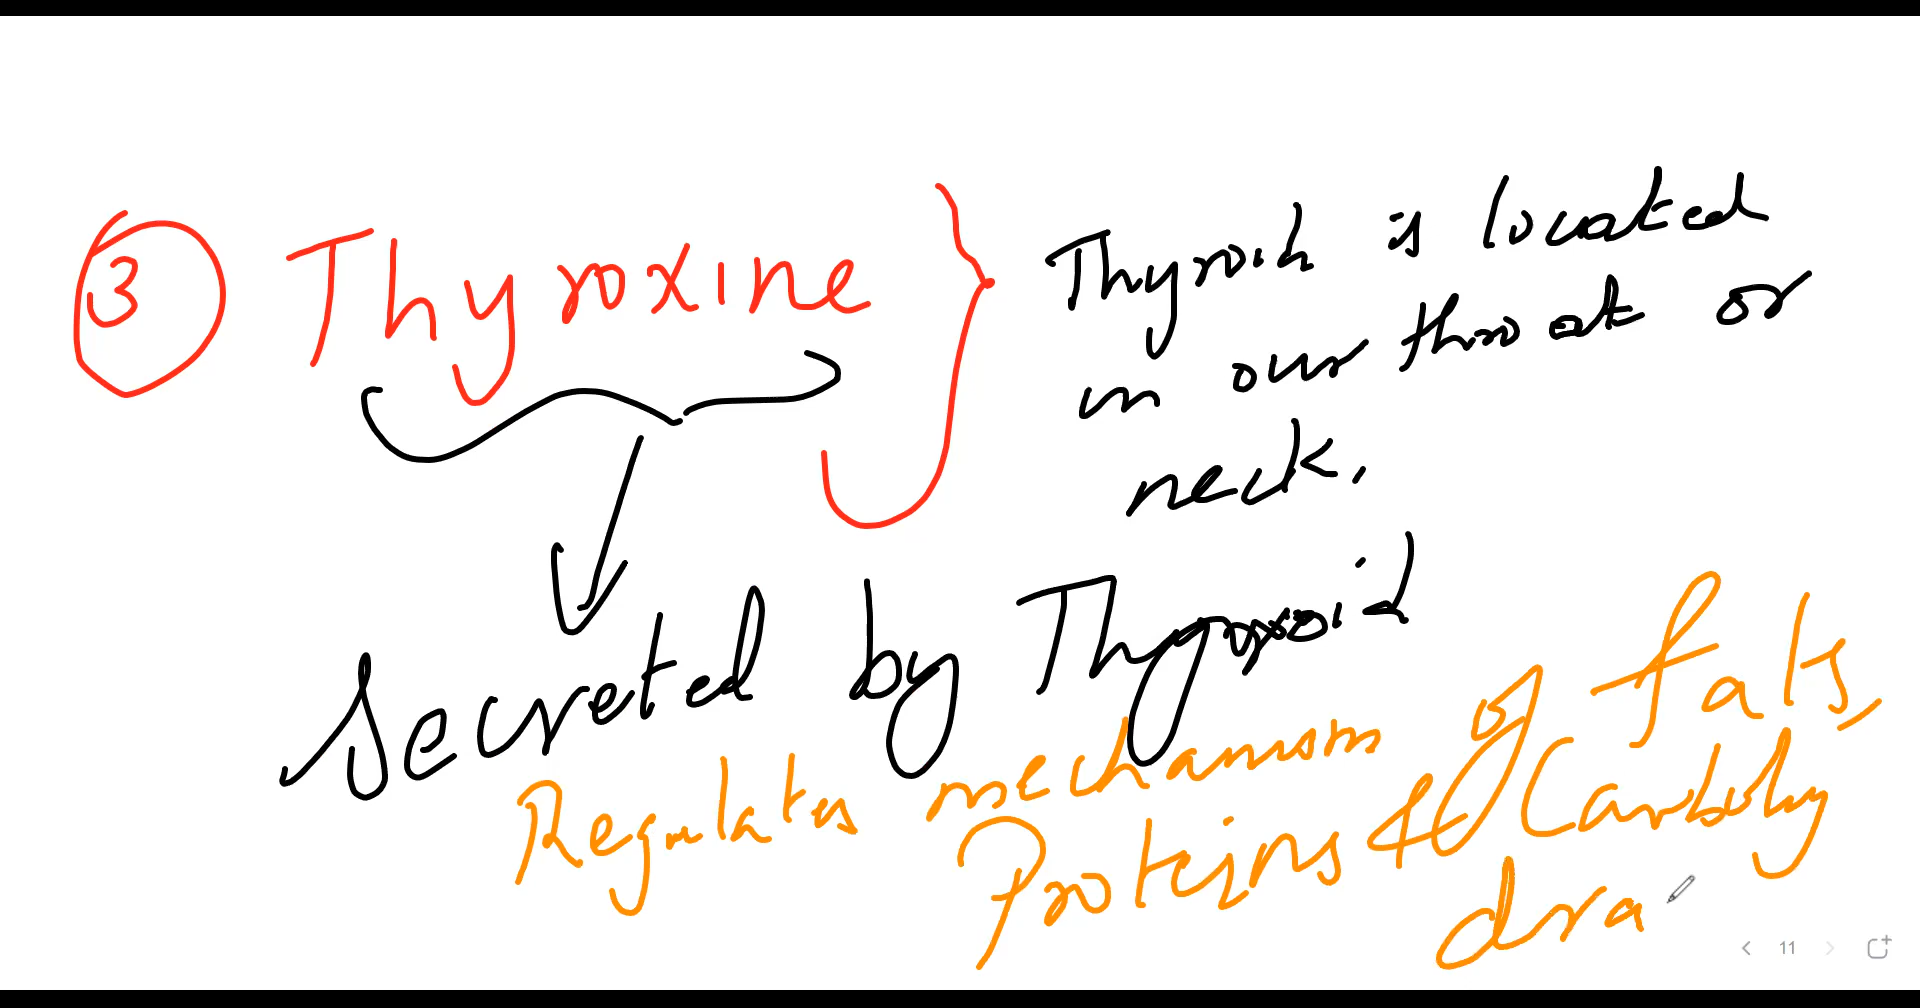 3 Thyroxine
Thyroid is located
in our throat or
neck.
Secreted by Thyroxoid
Regulates mechanism of fats,
Proteins & Carbohy
dra
11